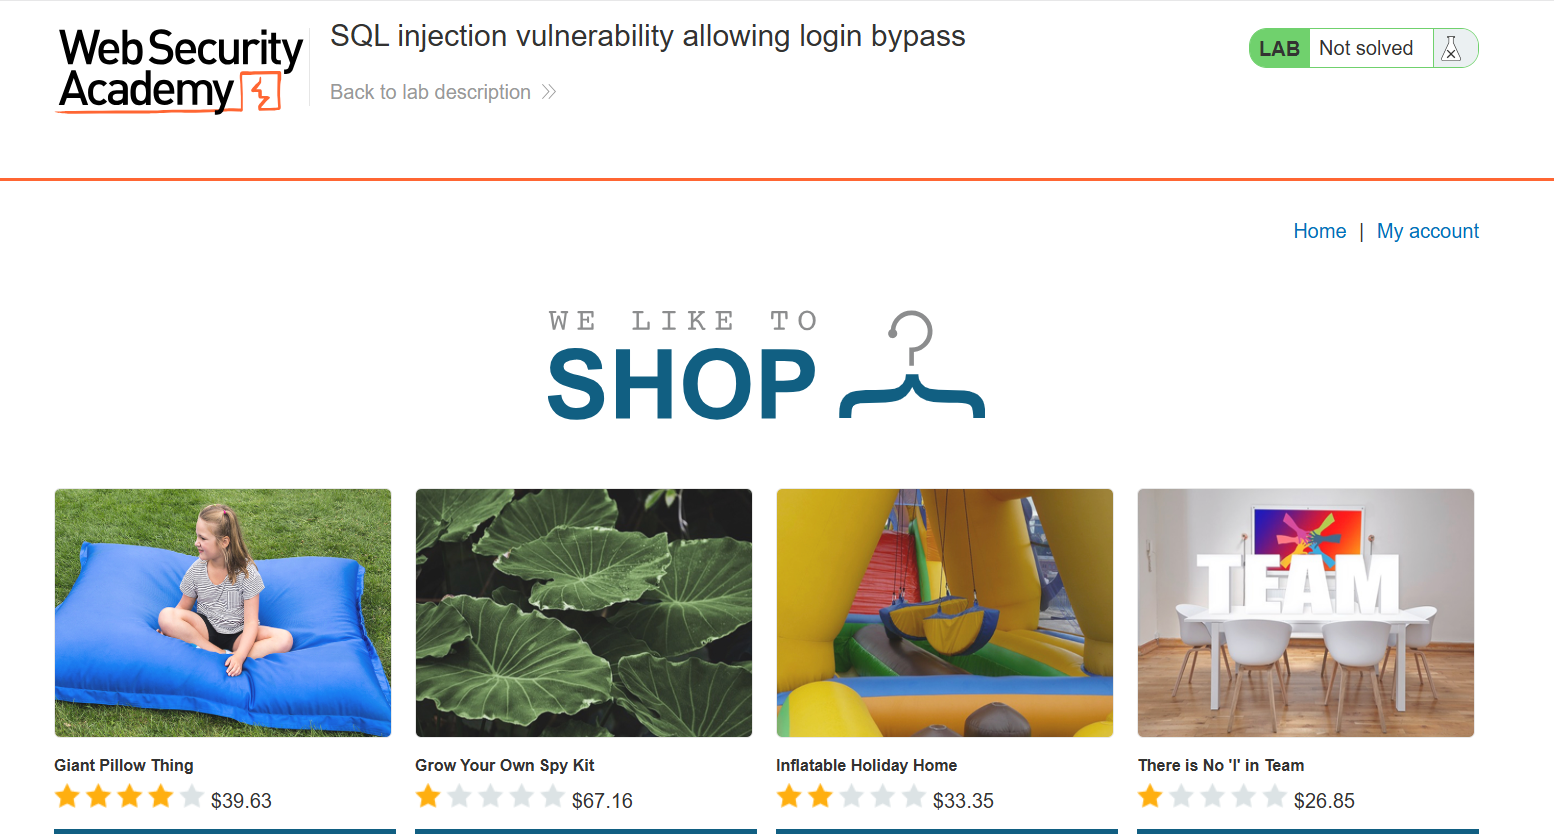 Web Security
Academy
SQL injection vulnerability allowing login bypass
Back to lab description
LAB Not solved
Home | My account
WE LIKE TO
SHOP
TEAM
Giant Pillow Thing
$39.63
Grow Your Own Spy Kit
$67.16
Inflatable Holiday Home
$33.35
There is No 'I' in Team
$26.85